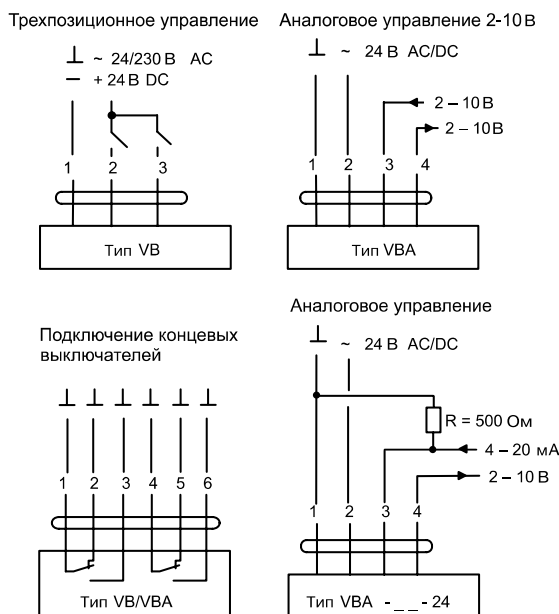 Трехпозиционное управление
~ 24/230 В AC
+ 24 В DC
1 2 3
Тип VB
Аналоговое управление 2-10 В
~ 24 В AC/DC
2 – 10 В
2 – 10 В
1 2 3 4
Тип VBA
Подключение концевых
выключателей
1 2 3 4 5 6
Тип VB/VBA
Аналоговое управление
~ 24 В AC/DC
R = 500 Ом
4 – 20 мА
2 – 10 В
1 2 3 4
Тип VBA - _ _ - 24